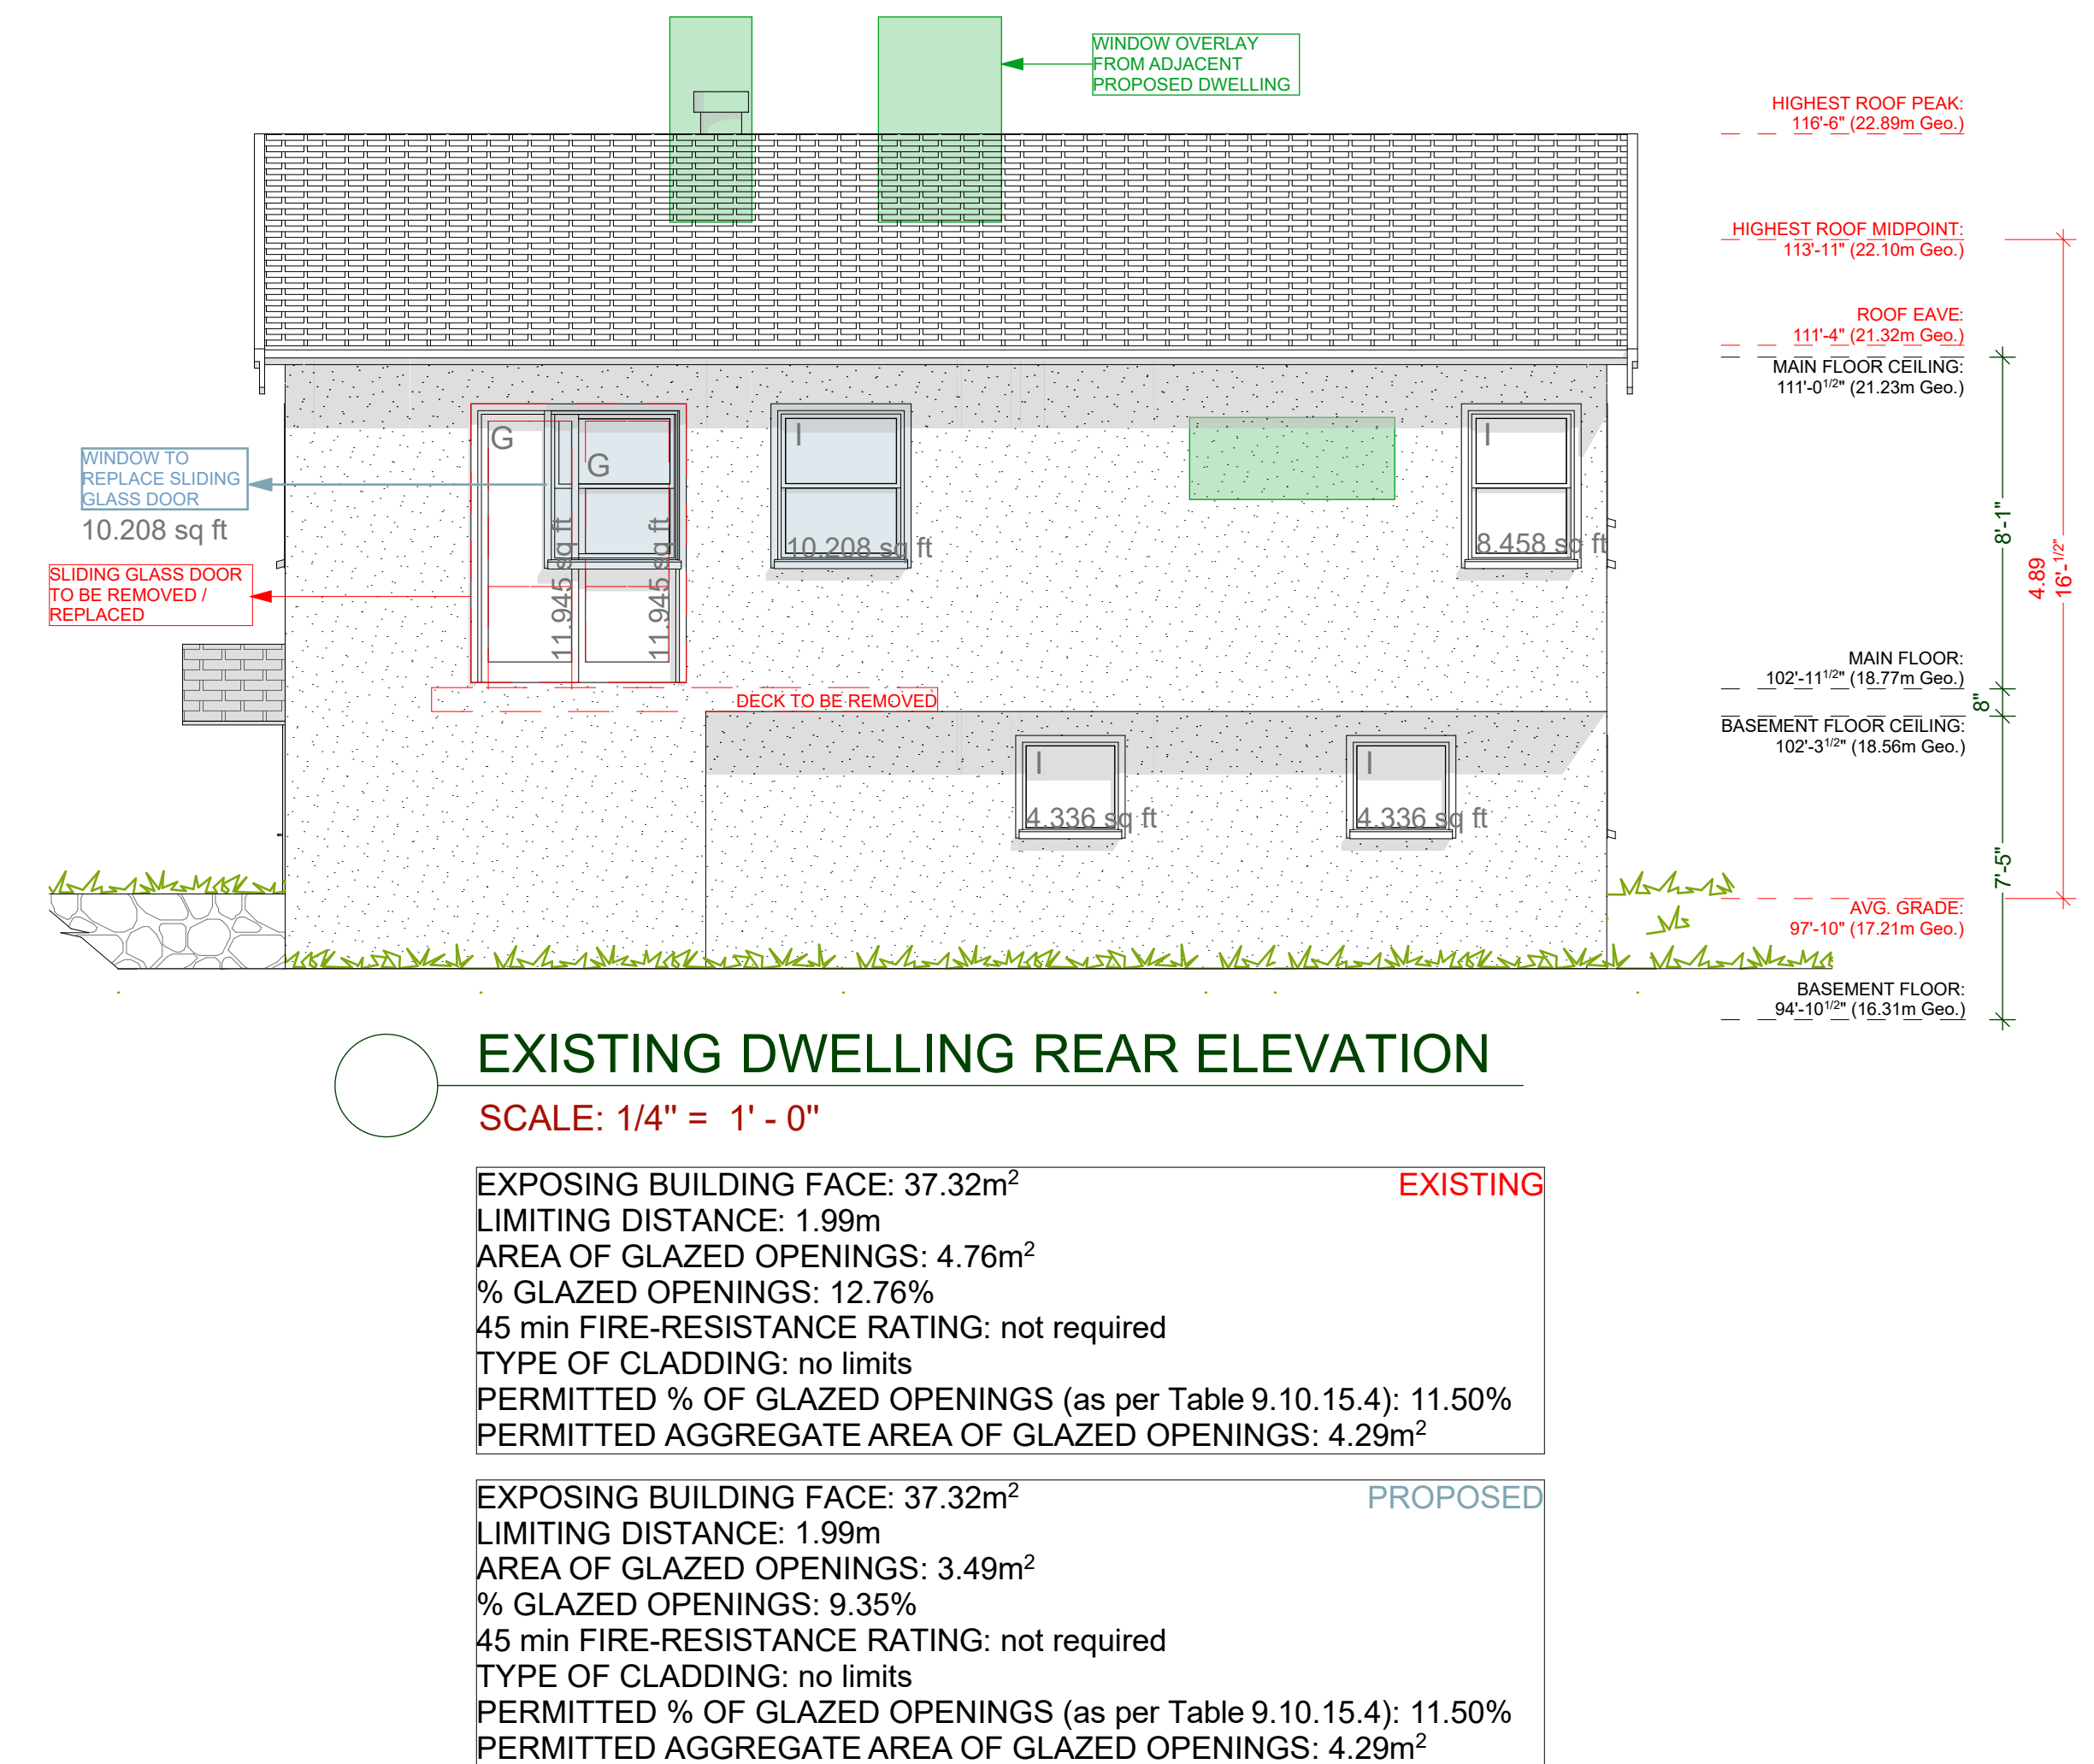 WINDOW OVERLAY
FROM ADJACENT
PROPOSED DWELLING
HIGHEST ROOF PEAK:
116'-6" (22.89m Geo.)
HIGHEST ROOF MIDPOINT:
113'-11" (22.10m Geo.)
ROOF EAVE:
111'-4" (21.32m Geo.)
MAIN FLOOR CEILING:
111'-0 1/2" (21.23m Geo.)
G
G
I
I
WINDOW TO
REPLACE SLIDING
GLASS DOOR
10.208 sq ft
11.945 sq ft
11.945 sq ft
10.208 sq ft
8.458 sq ft
8'-1"
4.89
16'-1/2"
SLIDING GLASS DOOR
TO BE REMOVED /
REPLACED
MAIN FLOOR:
102'-11 1/2" (18.77m Geo.)
8"
DECK TO BE REMOVED
BASEMENT FLOOR CEILING:
102'-3 1/2" (18.56m Geo.)
I
I
4.336 sq ft
4.336 sq ft
7'-5"
AVG. GRADE:
97'-10" (17.21m Geo.)
BASEMENT FLOOR:
94'-10 1/2" (16.31m Geo.)
EXISTING DWELLING REAR ELEVATION
SCALE: 1/4" = 1' - 0"
EXPOSING BUILDING FACE: 37.32m² EXISTING
LIMITING DISTANCE: 1.99m
AREA OF GLAZED OPENINGS: 4.76m²
% GLAZED OPENINGS: 12.76%
45 min FIRE-RESISTANCE RATING: not required
TYPE OF CLADDING: no limits
PERMITTED % OF GLAZED OPENINGS (as per Table 9.10.15.4): 11.50%
PERMITTED AGGREGATE AREA OF GLAZED OPENINGS: 4.29m²
EXPOSING BUILDING FACE: 37.32m² PROPOSED
LIMITING DISTANCE: 1.99m
AREA OF GLAZED OPENINGS: 3.49m²
% GLAZED OPENINGS: 9.35%
45 min FIRE-RESISTANCE RATING: not required
TYPE OF CLADDING: no limits
PERMITTED % OF GLAZED OPENINGS (as per Table 9.10.15.4): 11.50%
PERMITTED AGGREGATE AREA OF GLAZED OPENINGS: 4.29m²